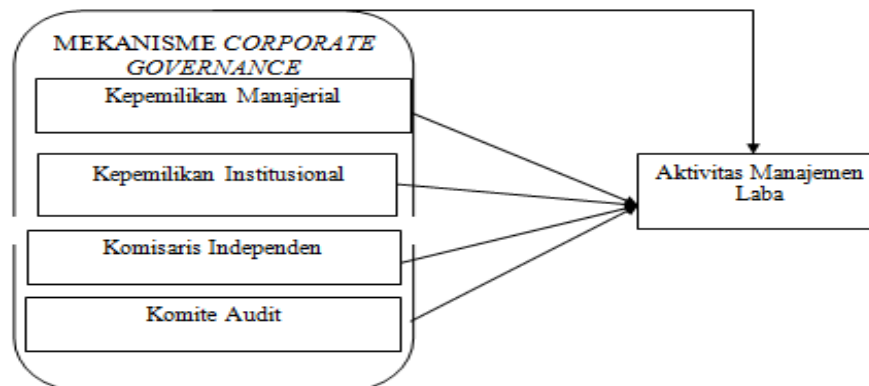 MEKANISME CORPORATE
GOVERNANCE
Kepemilikan Manajerial
Kepemilikan Institusional
Komisaris Independen
Komite Audit
Aktivitas Manajemen
Laba